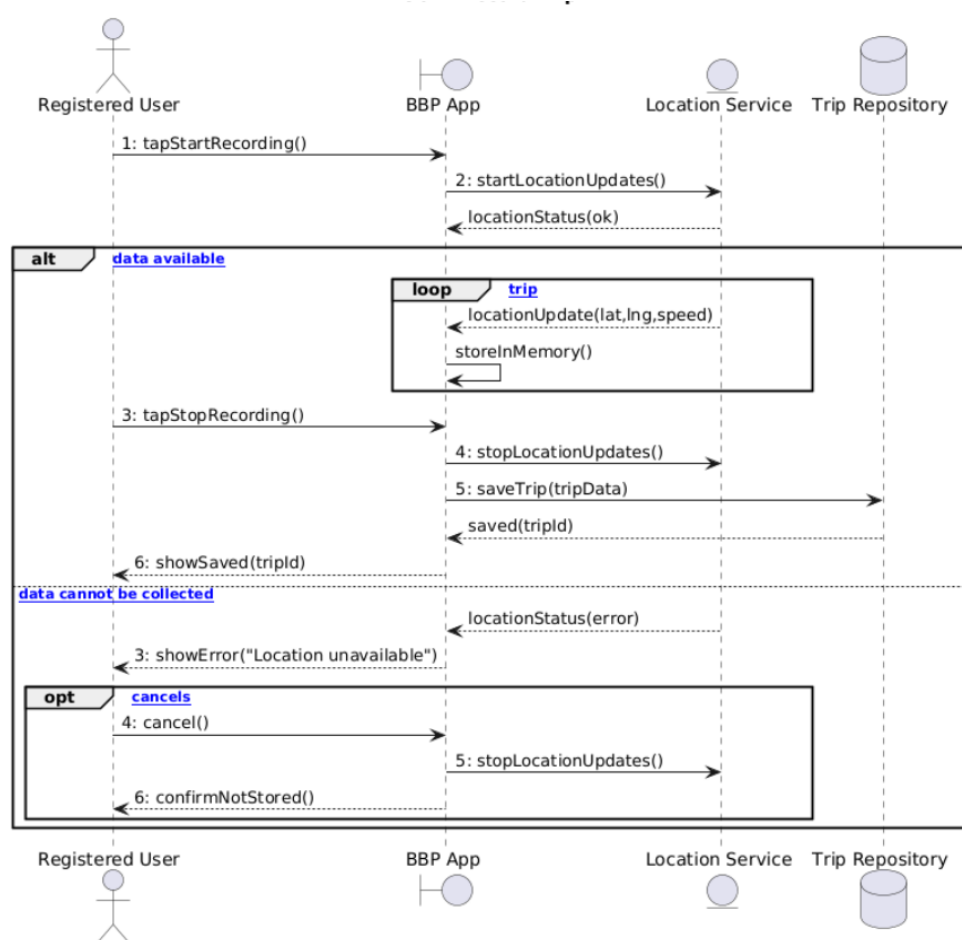 Registered User
BBP App
Location Service
Trip Repository
1: tapStartRecording()
2: startLocationUpdates()
locationStatus(ok)
alt
data available
loop
trip
locationUpdate(lat,lng,speed)
storeInMemory()
3: tapStopRecording()
4: stopLocationUpdates()
5: saveTrip(tripData)
saved(tripId)
6: showSaved(tripId)
data cannot be collected
locationStatus(error)
3: showError("Location unavailable")
opt
cancels
4: cancel()
5: stopLocationUpdates()
6: confirmNotStored()
Registered User
BBP App
Location Service
Trip Repository